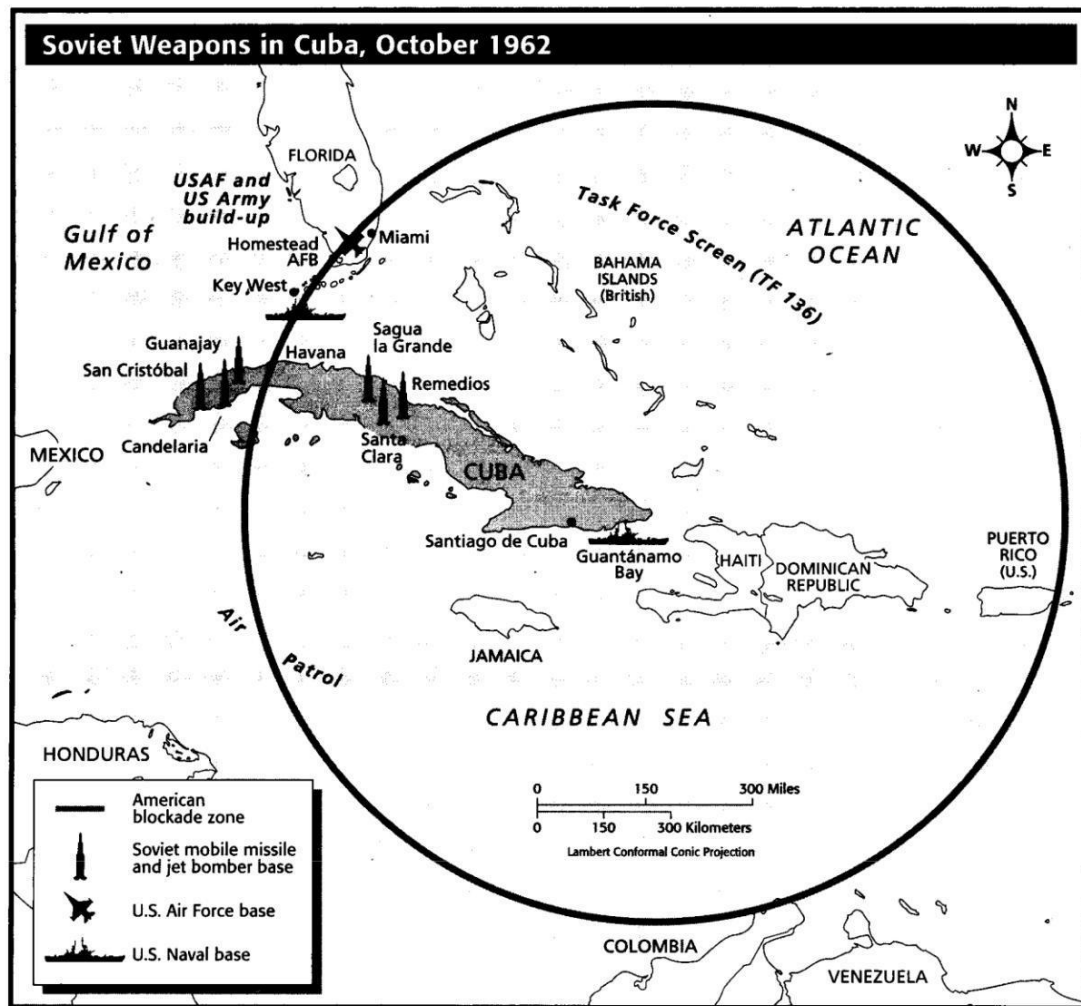 Soviet Weapons in Cuba, October 1962
N
W
E
S
FLORIDA
USAF and
US Army
build-up
Gulf of
Mexico
Homestead
AFB
Miami
Key West
Task Force Screen (TF 136)
ATLANTIC
OCEAN
BAHAMA
ISLANDS
(British)
Guanajay
Havana
Sagua
la Grande
San Cristóbal
Remedios
Candelaria
Santa
Clara
MEXICO
CUBA
Santiago de Cuba
Guantánamo
Bay
HAITI
DOMINICAN
REPUBLIC
PUERTO
RICO
(U.S.)
JAMAICA
Air
Patrol
CARIBBEAN SEA
HONDURAS
0 150 300 Miles
0 150 300 Kilometers
Lambert Conformal Conic Projection
American
blockade zone
Soviet mobile missile
and jet bomber base
U.S. Air Force base
U.S. Naval base
COLOMBIA
VENEZUELA